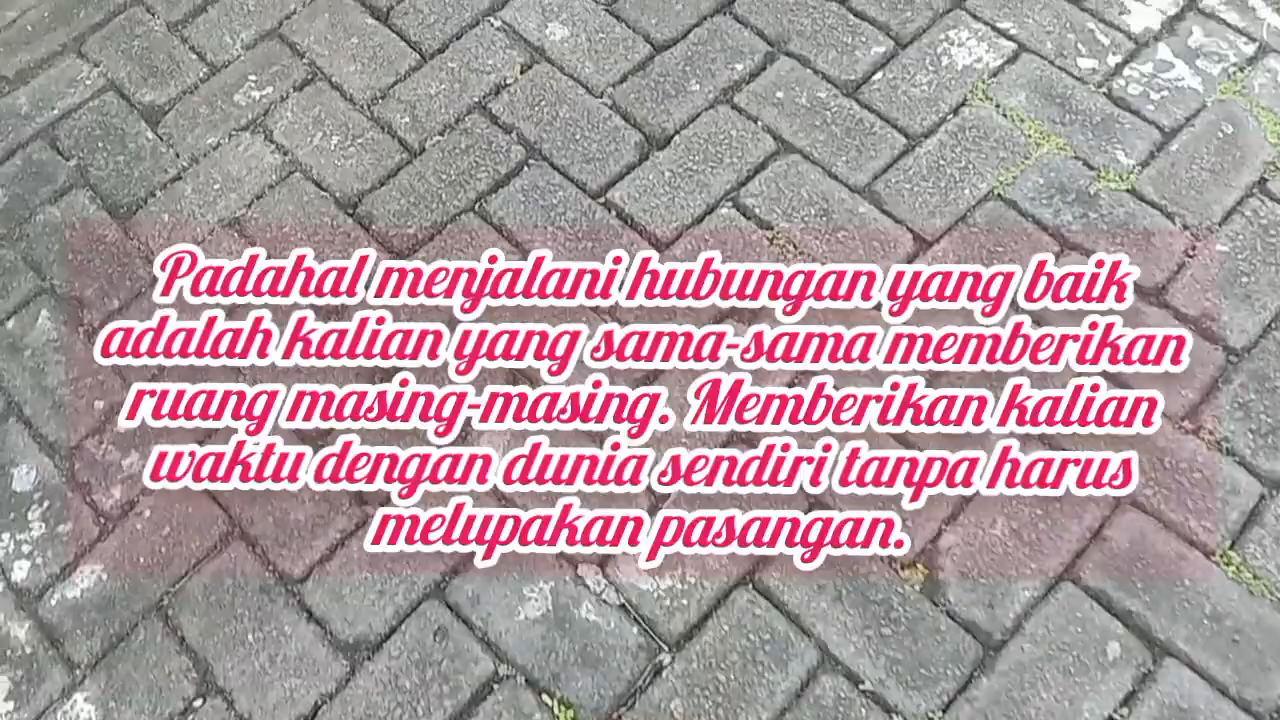 Padahal menjalani hubungan yang baik
adalah kalian yang sama-sama memberikan
ruang masing-masing. Memberikan kalian
waktu dengan dunia sendiri tanpa harus
melupakan pasangan.